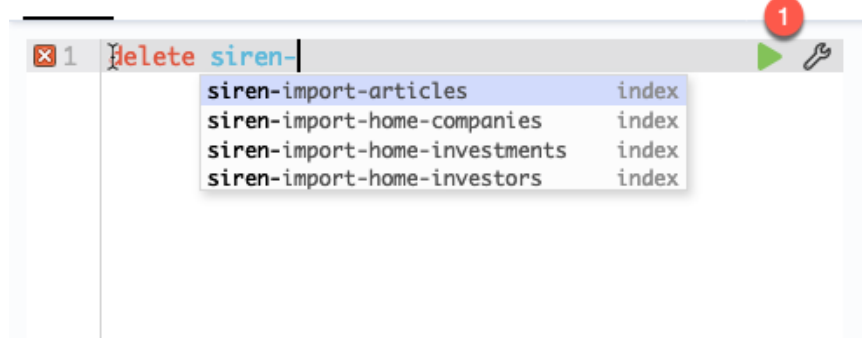 1
1 delete siren-
siren-import-articles index
siren-import-home-companies index
siren-import-home-investments index
siren-import-home-investors index